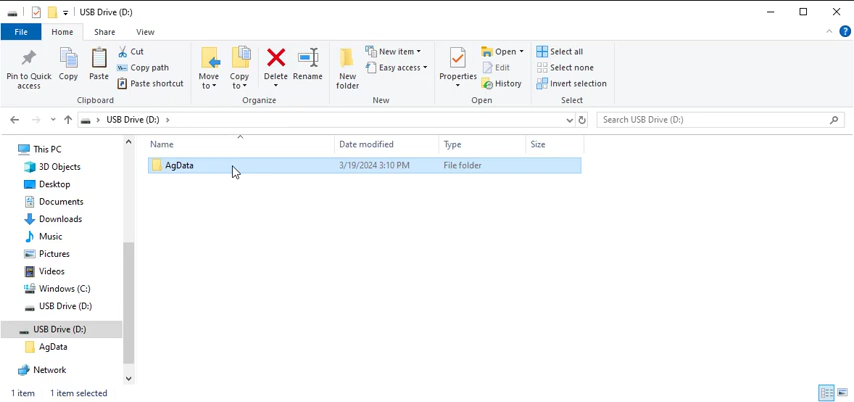 USB Drive (D:)
File Home Share View
Pin to Quick access
Copy
Paste
Cut
Copy path
Paste shortcut
Clipboard
Move to
Copy to
Delete
Rename
Organize
New folder
New item
Easy access
New
Properties
Open
Edit
History
Open
Select all
Select none
Invert selection
Select
USB Drive (D:)
Search USB Drive (D:)
This PC
3D Objects
Desktop
Documents
Downloads
Music
Pictures
Videos
Windows (C:)
USB Drive (D:)
USB Drive (D:)
AgData
Network
Name Date modified Type Size
AgData 3/19/2024 3:10 PM File folder
1 item 1 item selected